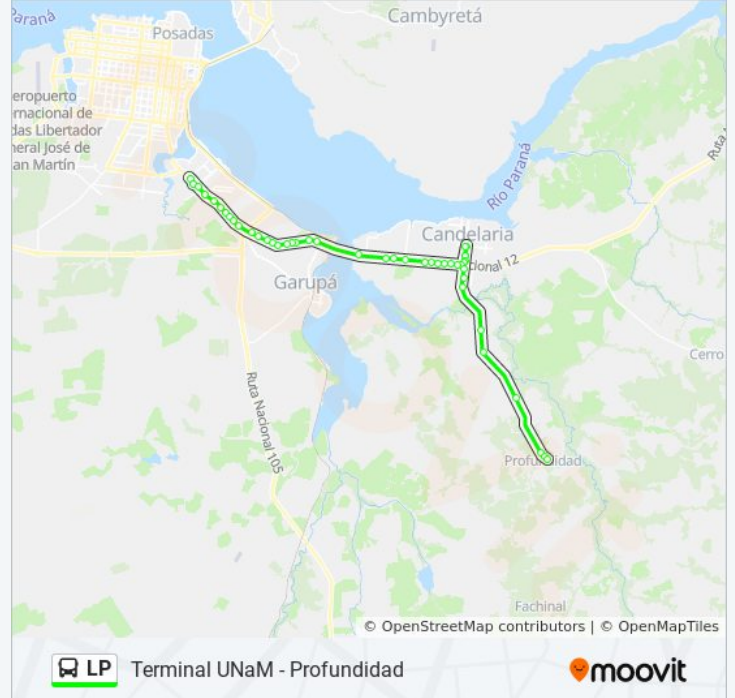 Paraná
Cambyretá
Posadas
eropuerto
rnacional de
das Libertador
neral José de
an Martín
Río Paraná
Ruta
Candelaria
cional 12
Garupá
Cerro
Ruta Nacional 105
Profundidad
Fachinal
© OpenStreetMap contributors | © OpenMapTiles
LP Terminal UNaM - Profundidad moovit